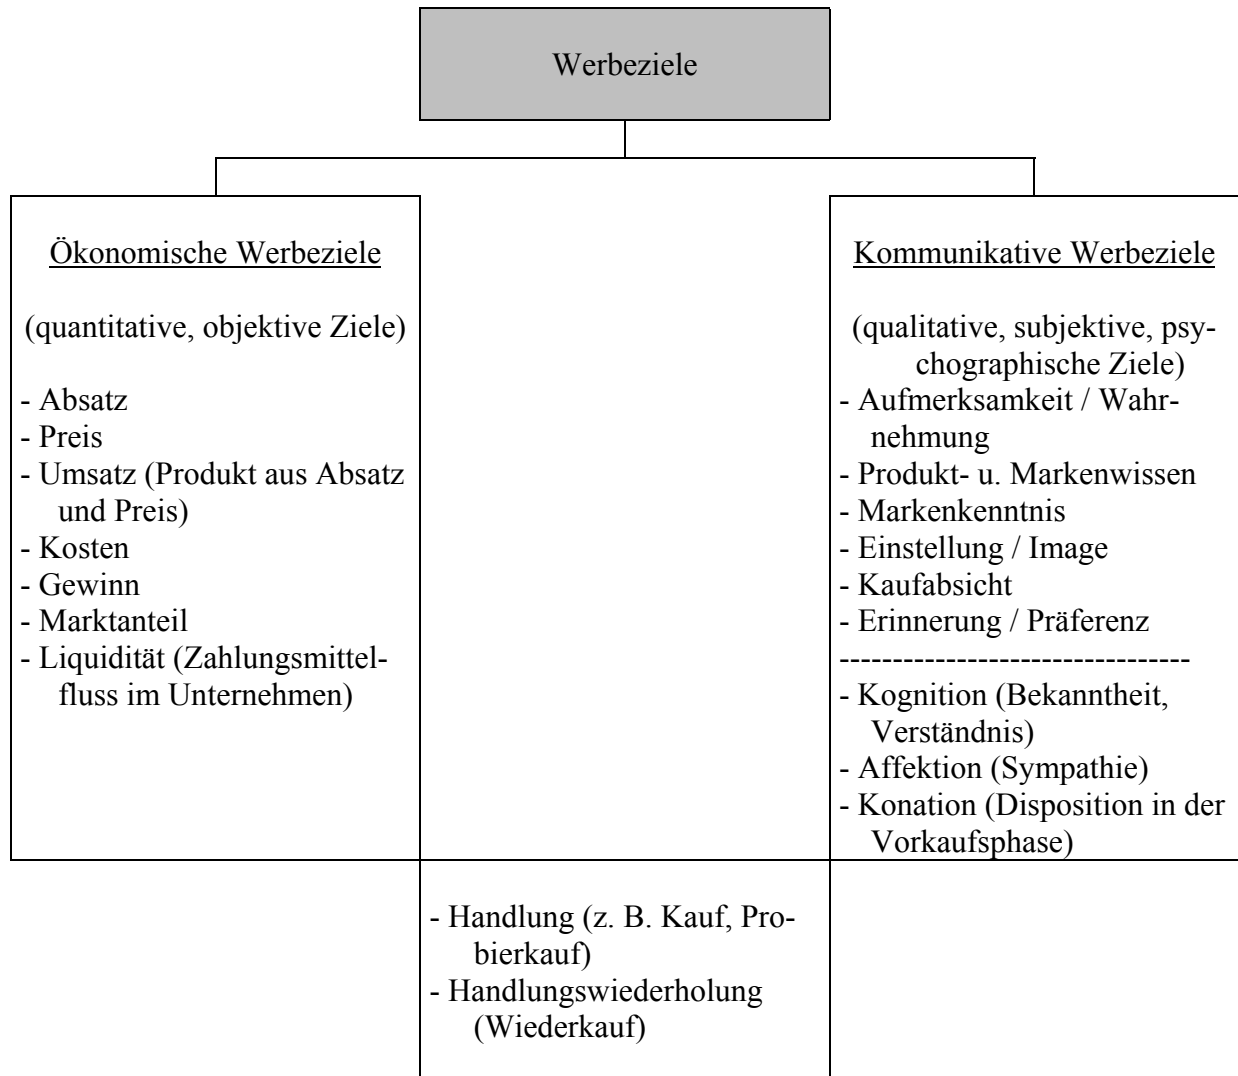 Werbeziele
Ökonomische Werbeziele
(quantitative, objektive Ziele)
- Absatz
- Preis
- Umsatz (Produkt aus Absatz
und Preis)
- Kosten
- Gewinn
- Marktanteil
- Liquidität (Zahlungsmittel-
fluss im Unternehmen)
Kommunikative Werbeziele
(qualitative, subjektive, psy-
chographische Ziele)
- Aufmerksamkeit / Wahr-
nehmung
- Produkt- u. Markenwissen
- Markenkenntnis
- Einstellung / Image
- Kaufabsicht
- Erinnerung / Präferenz
---------------------------------
- Kognition (Bekanntheit,
Verständnis)
- Affektion (Sympathie)
- Konation (Disposition in der
Vorkaufsphase)
- Handlung (z. B. Kauf, Pro-
bierkauf)
- Handlungswiederholung
(Wiederkauf)